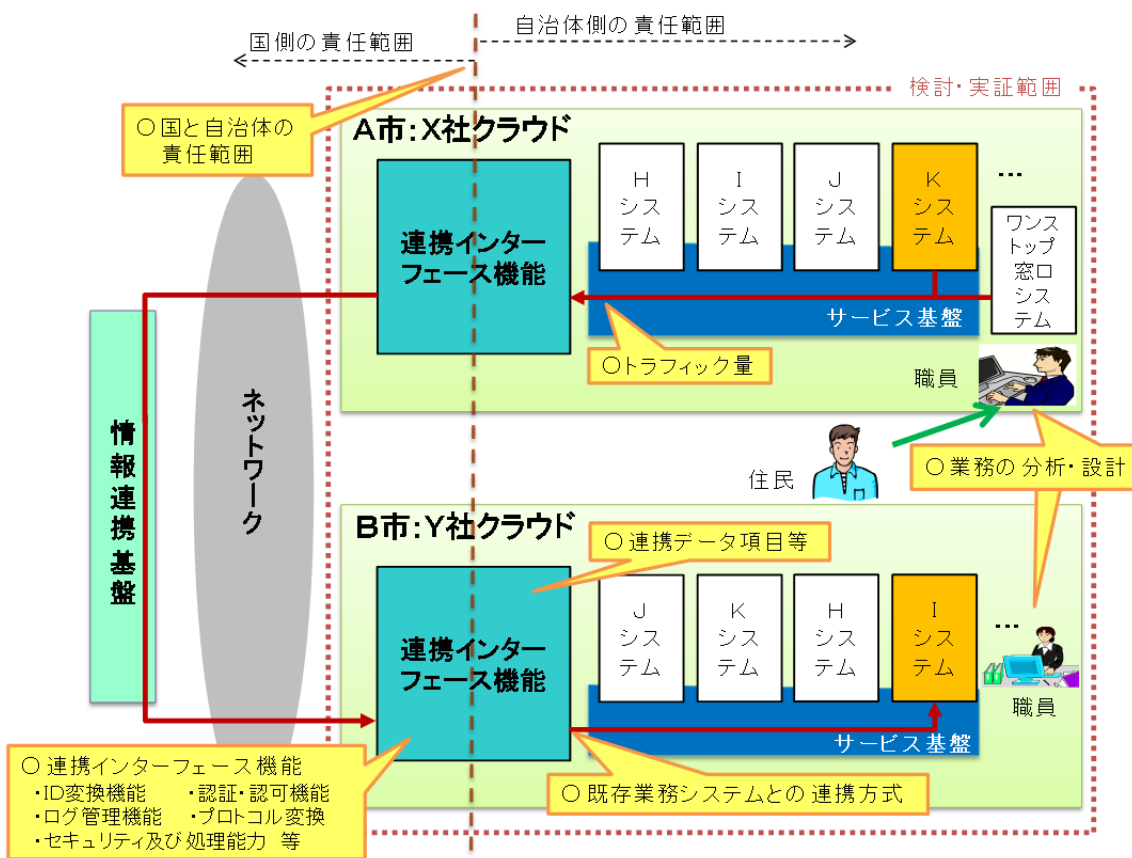 国側の責任範囲
自治体側の責任範囲
検討・実証範囲
○国と自治体の
責任範囲
A市:X社クラウド
連携インター
フェース機能
H
シス
テム
I
シス
テム
J
シス
テム
K
シス
テム
…
ワンス
トップ
窓口
シス
テム
サービス基盤
○トラフィック量
職員
情報連携基盤
ネットワーク
住民
○業務の分析・設計
B市:Y社クラウド
○連携データ項目等
連携インター
フェース機能
J
シス
テム
K
シス
テム
H
シス
テム
I
シス
テム
…
職員
サービス基盤
○連携インターフェース機能
・ID変換機能 ・認証・認可機能
・ログ管理機能 ・プロトコル変換
・セキュリティ及び処理能力 等
○既存業務システムとの連携方式